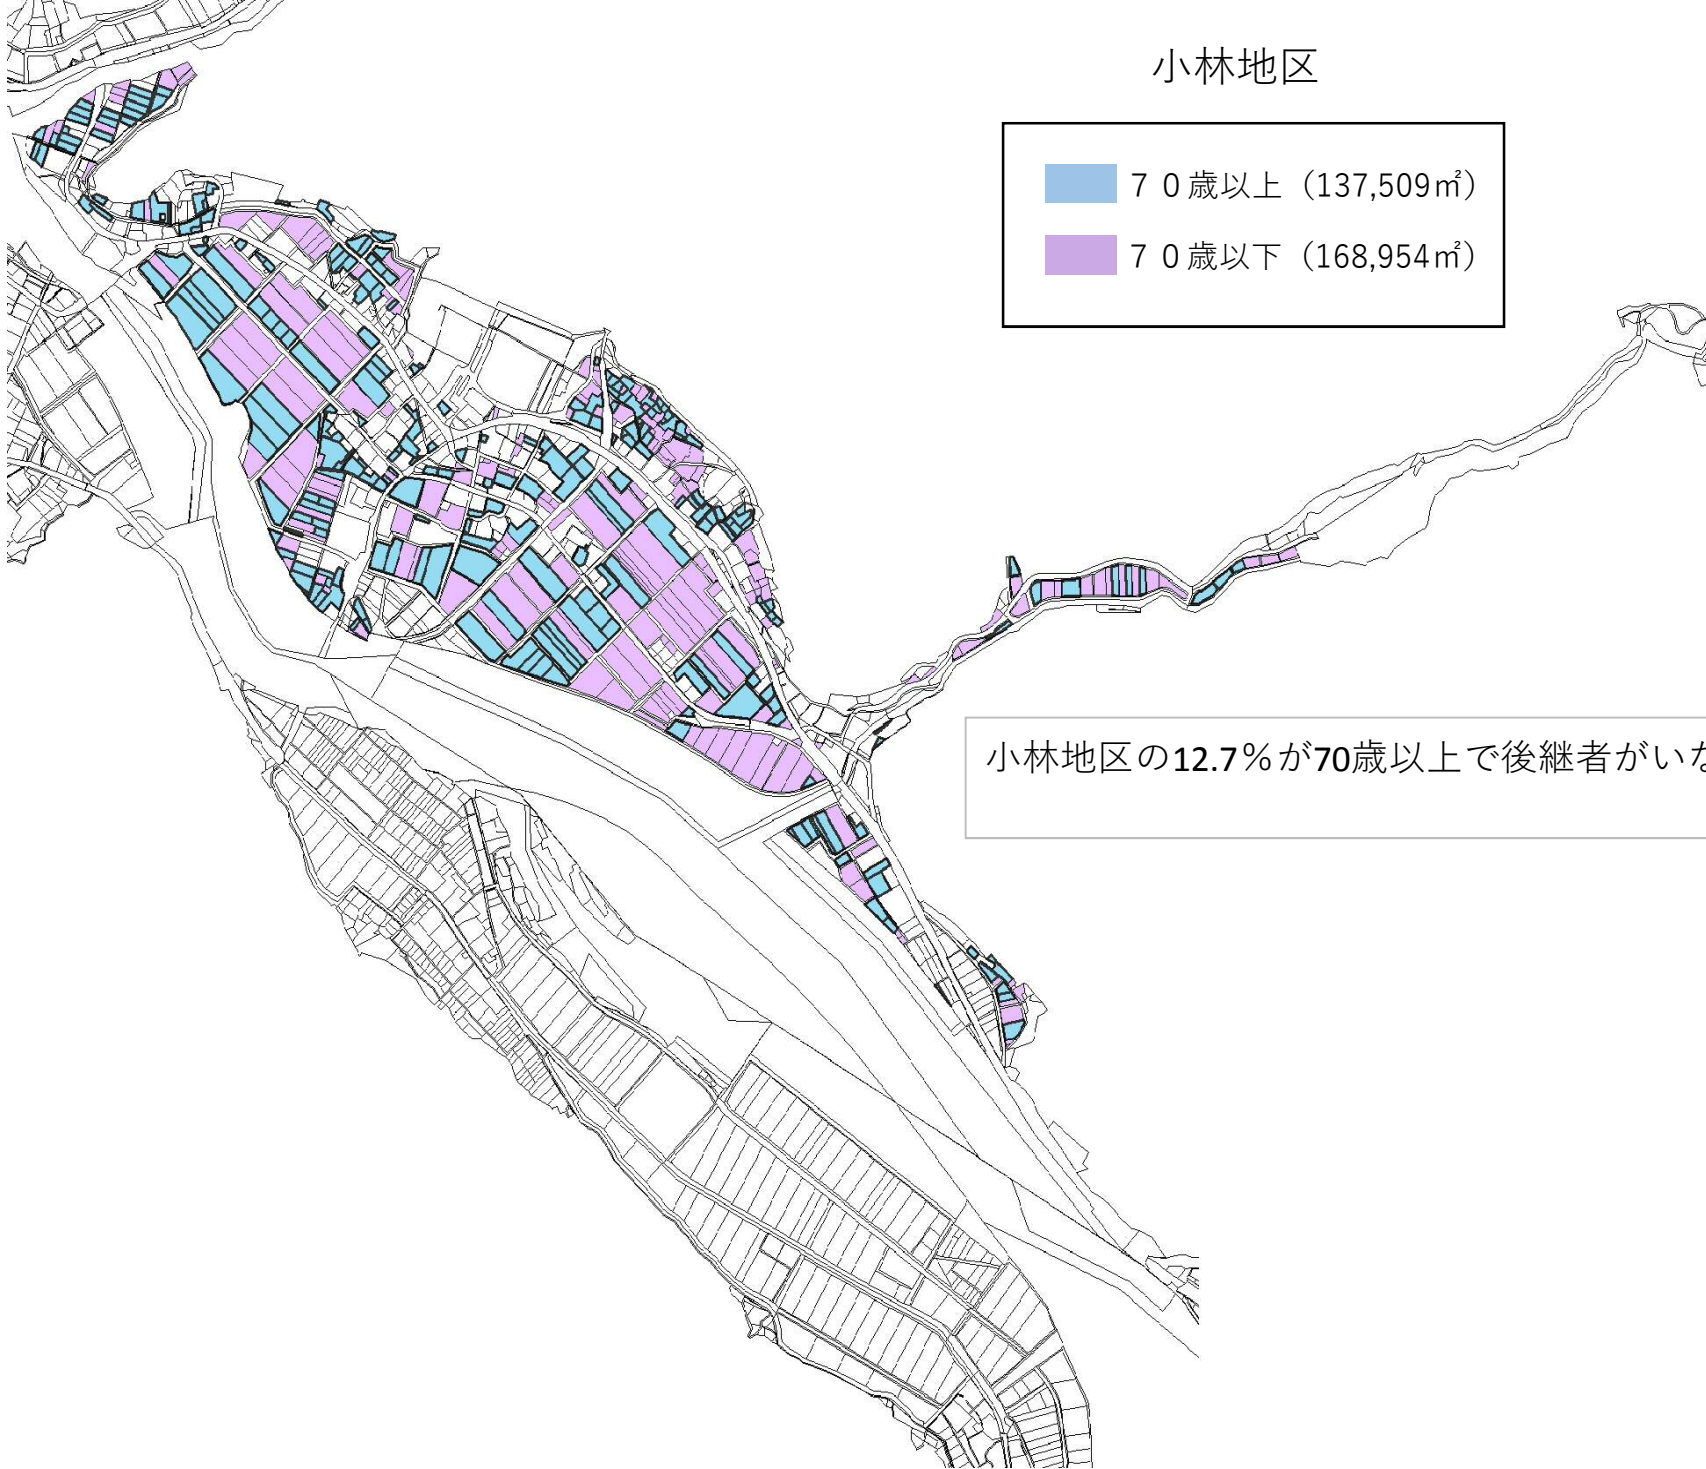 小林地区
７０歳以上（137,509㎡）
７０歳以下（168,954㎡）
小林地区の12.7％が70歳以上で後継者がいな